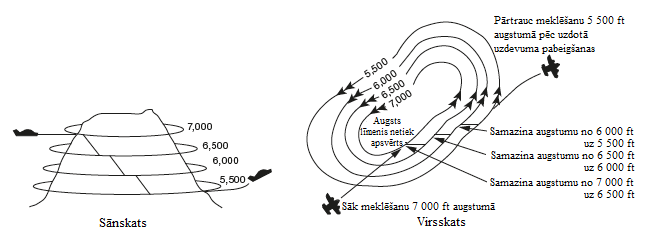 7,000
6,500
6,000
5,500
Sānskats
Pārtrauc meklēšanu 5 500 ft
augstumā pēc uzdotā
uzdevuma pabeigšanas
5,500
6,000
6,500
7,000
Augsts
līmenis netiek
apsvērts
Samazina augstumu no 6 000 ft
uz 5 500 ft
Samazina augstumu no 6 500 ft
uz 6 000 ft
Samazina augstumu no 7 000 ft
uz 6 500 ft
Sāk meklēšanu 7 000 ft augstumā
Virsskats